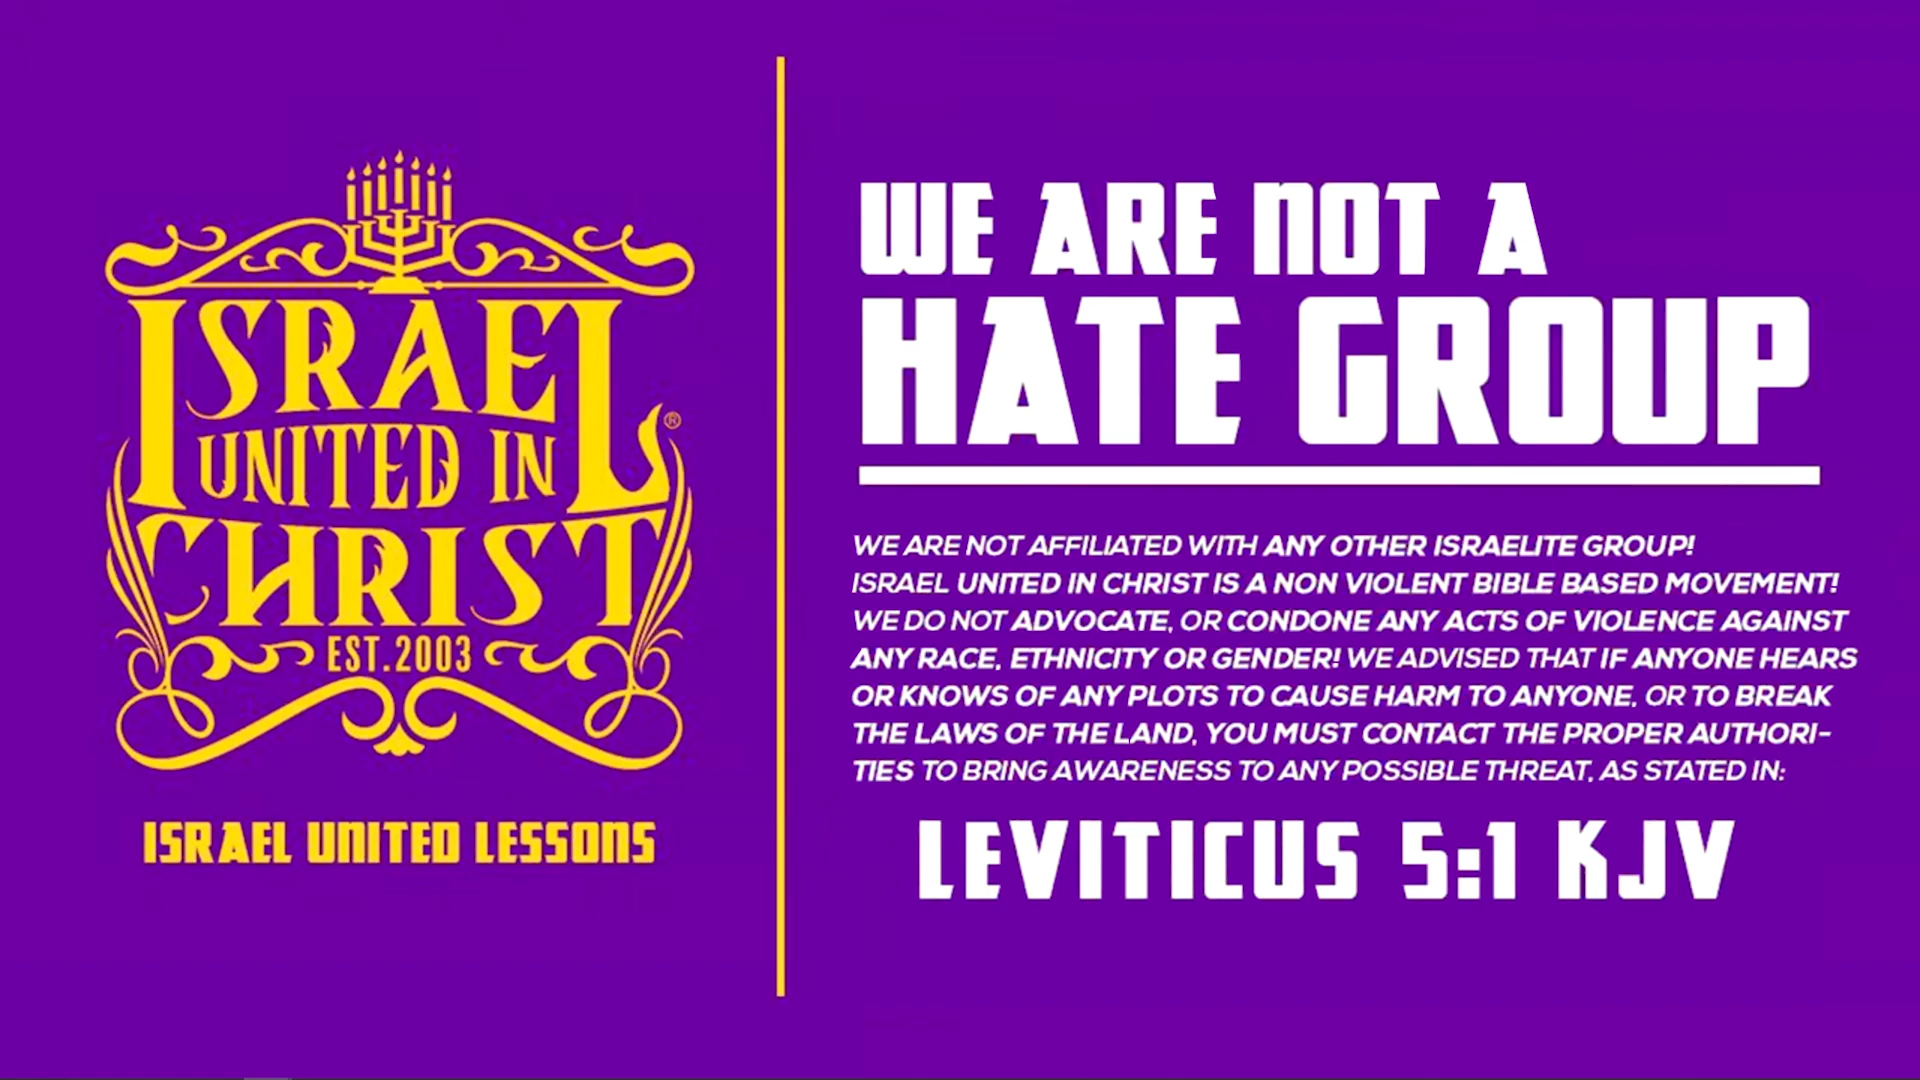 ISRAEL
UNITED IN
CHRIST
®
EST.2003
ISRAEL UNITED LESSONS
WE ARE NOT A
HATE GROUP
WE ARE NOT AFFILIATED WITH ANY OTHER ISRAELITE GROUP!
ISRAEL UNITED IN CHRIST IS A NON VIOLENT BIBLE BASED MOVEMENT!
WE DO NOT ADVOCATE, OR CONDONE ANY ACTS OF VIOLENCE AGAINST
ANY RACE, ETHNICITY OR GENDER! WE ADVISED THAT IF ANYONE HEARS
OR KNOWS OF ANY PLOTS TO CAUSE HARM TO ANYONE, OR TO BREAK
THE LAWS OF THE LAND, YOU MUST CONTACT THE PROPER AUTHORI-
TIES TO BRING AWARENESS TO ANY POSSIBLE THREAT, AS STATED IN:
LEVITICUS 5:1 KJV